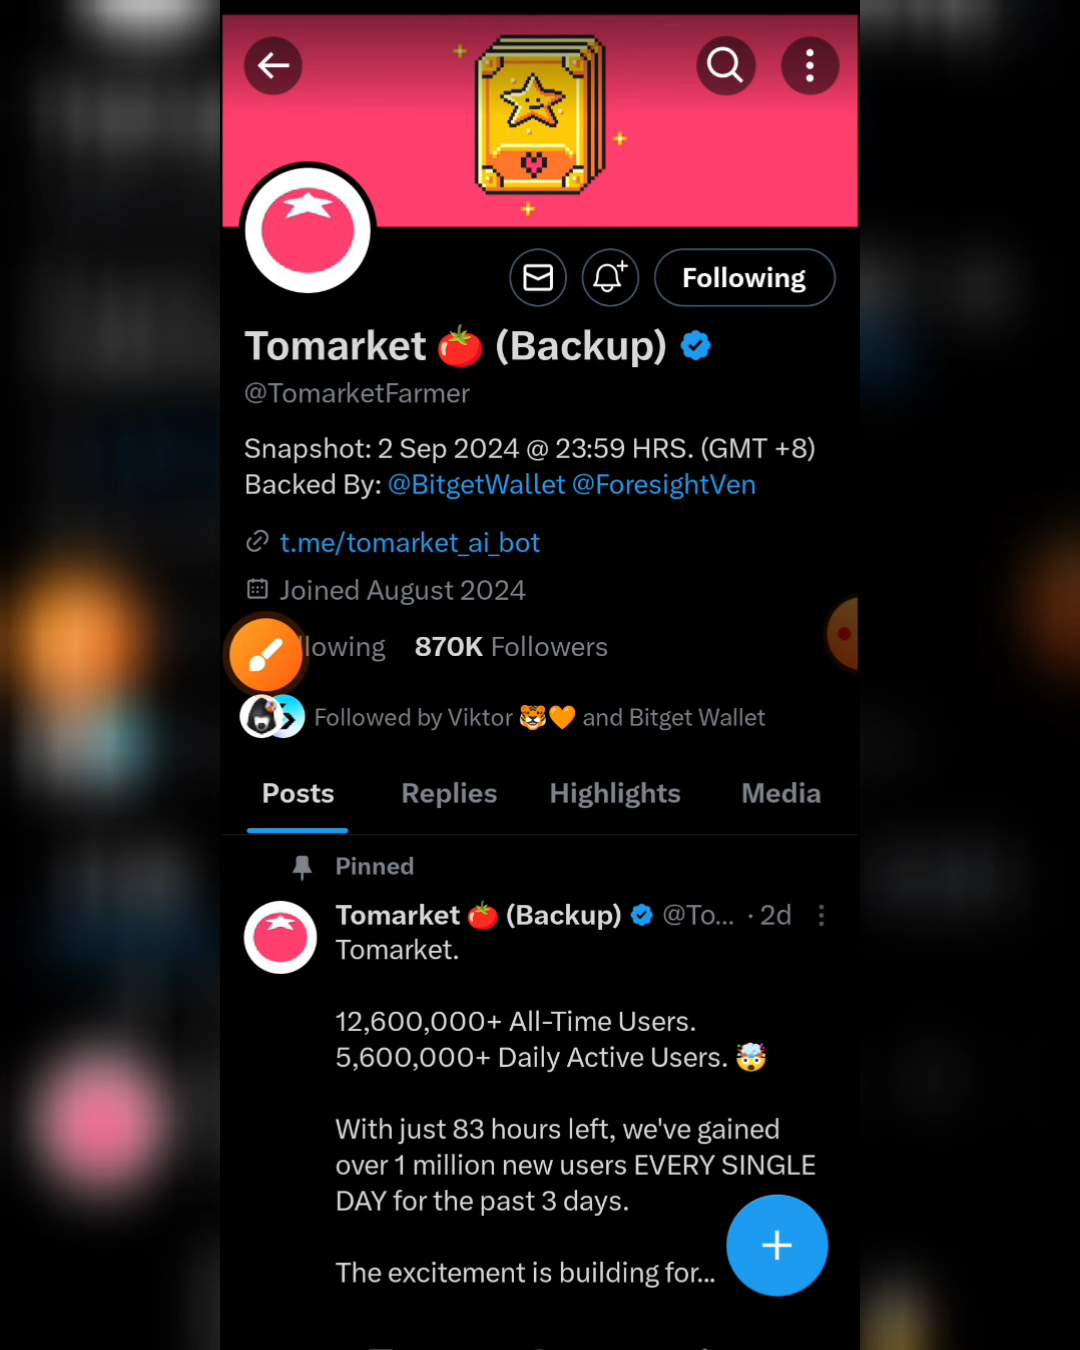 Following
Tomarket 🍅 (Backup)
@TomarketFarmer
Snapshot: 2 Sep 2024 @ 23:59 HRS. (GMT +8)
Backed By: @BitgetWallet @ForesightVen
t.me/tomarket_ai_bot
Joined August 2024
llowing 870K Followers
Followed by Viktor 🐯🧡 and Bitget Wallet
Posts Replies Highlights Media
Pinned
Tomarket 🍅 (Backup) @To... · 2d
Tomarket.
12,600,000+ All-Time Users.
5,600,000+ Daily Active Users. 🤯
With just 83 hours left, we've gained
over 1 million new users EVERY SINGLE
DAY for the past 3 days.
The excitement is building for...